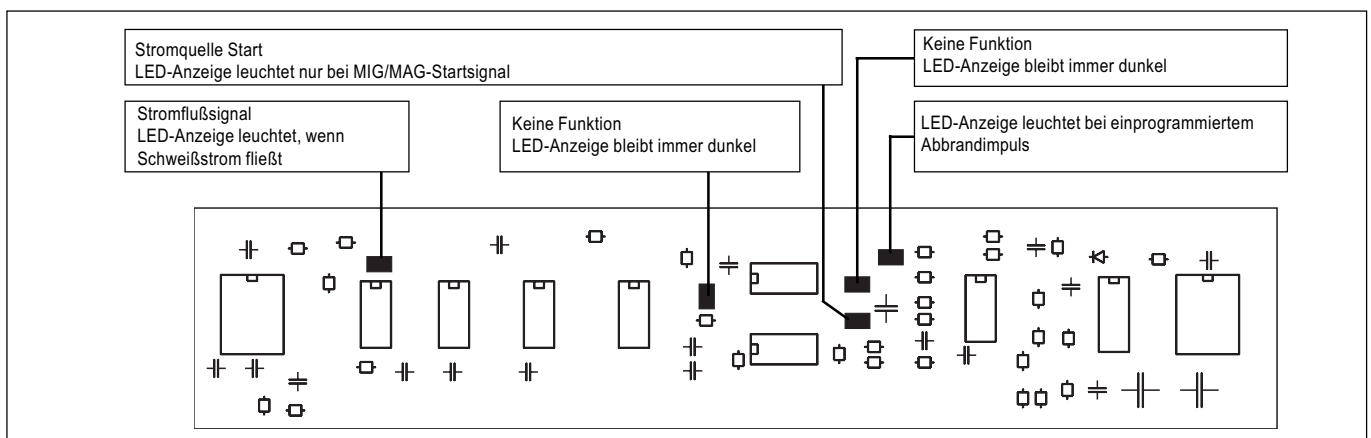 Stromquelle Start
LED-Anzeige leuchtet nur bei MIG/MAG-Startsignal
Keine Funktion
LED-Anzeige bleibt immer dunkel
Stromflußsignal
LED-Anzeige leuchtet, wenn
Schweißstrom fließt
Keine Funktion
LED-Anzeige bleibt immer dunkel
LED-Anzeige leuchtet bei einprogrammiertem
Abbrandimpuls